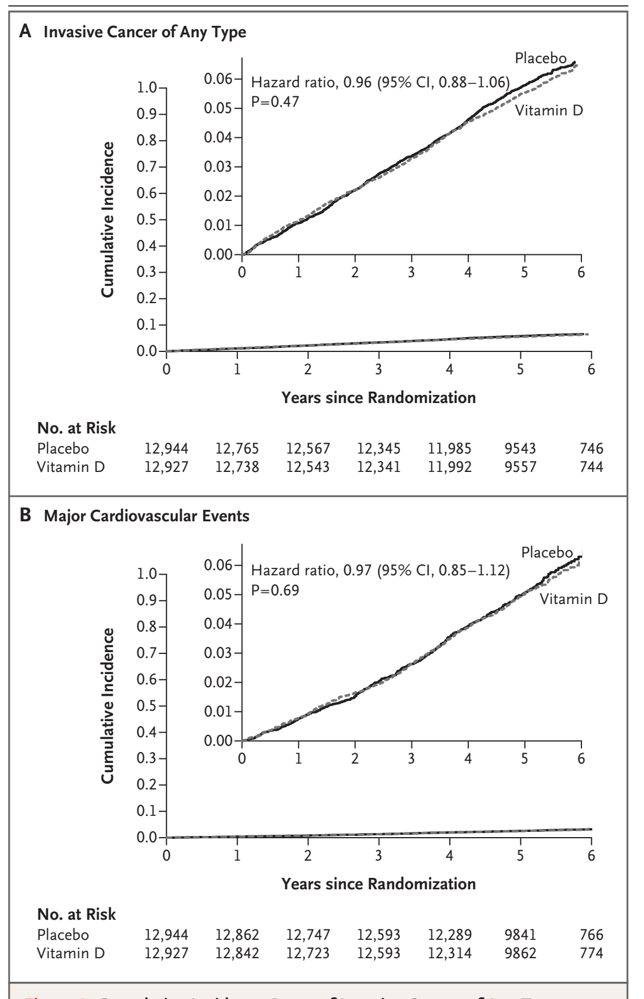 A Invasive Cancer of Any Type
Placebo
Hazard ratio, 0.96 (95% CI, 0.88–1.06)
P=0.47
Vitamin D
0.06
0.05
0.04
0.03
0.02
0.01
0.00
0 1 2 3 4 5 6
1.0
0.9
0.8
0.7
0.6
0.5
0.4
0.3
0.2
0.1
0.0
Cumulative Incidence
0 1 2 3 4 5 6
Years since Randomization
No. at Risk
Placebo 12,944 12,765 12,567 12,345 11,985 9543 746
Vitamin D 12,927 12,738 12,543 12,341 11,992 9557 744
B Major Cardiovascular Events
Placebo
Hazard ratio, 0.97 (95% CI, 0.85–1.12)
P=0.69
Vitamin D
0.06
0.05
0.04
0.03
0.02
0.01
0.00
0 1 2 3 4 5 6
1.0
0.9
0.8
0.7
0.6
0.5
0.4
0.3
0.2
0.1
0.0
Cumulative Incidence
0 1 2 3 4 5 6
Years since Randomization
No. at Risk
Placebo 12,944 12,862 12,747 12,593 12,289 9841 766
Vitamin D 12,927 12,842 12,723 12,593 12,314 9862 774